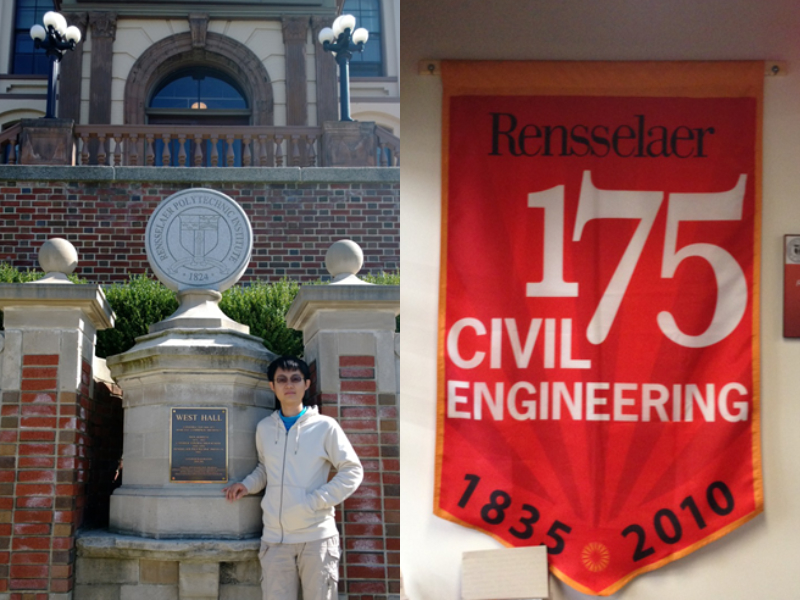 RENSSELAER POLYTECHNIC INSTITUTE
• 1824 •
WEST HALL
Rensselaer
175
CIVIL
ENGINEERING
1835 2010